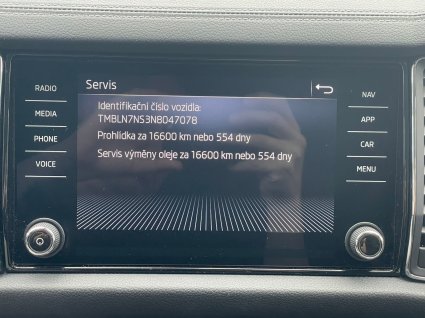 Servis
RADIO
MEDIA
PHONE
VOICE
Identifikační číslo vozidla:
TMBLN7NS3N8047078
Prohlídka za 16600 km nebo 554 dny
Servis výměny oleje za 16600 km nebo 554 dny
NAV
APP
CAR
MENU